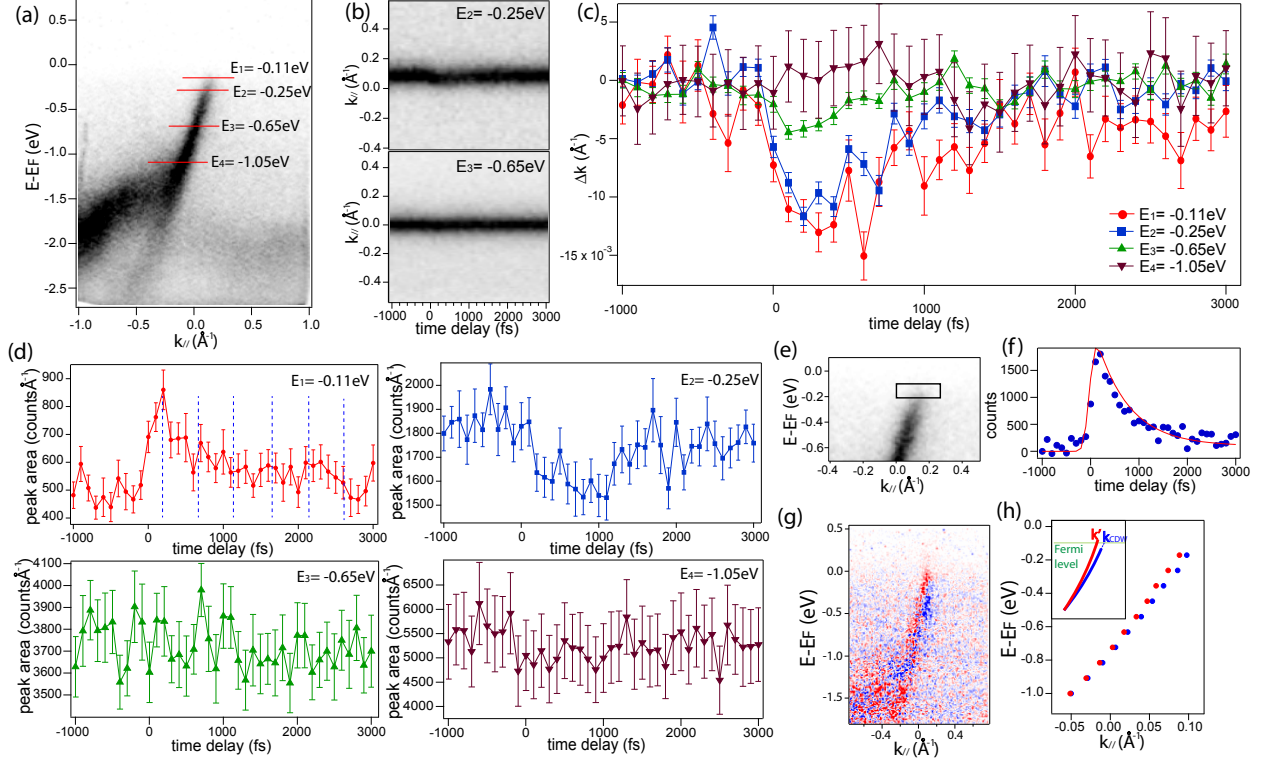 (a)
0.5
0.0
-0.5
-1.0
-1.5
-2.0
-2.5
E-EF (eV)
E1= -0.11eV
E2= -0.25eV
E3= -0.65eV
E4= -1.05eV
-1.0
-0.5
0.0
0.5
1.0
k// (Å-1)
(b)
E2= -0.25eV
0.4
0.2
0.0
-0.2
-0.4
k// (Å-1)
E3= -0.65eV
0.4
0.2
0.0
-0.2
-0.4
k// (Å-1)
-1000
0
1000
3000
time delay (fs)
(c)
5
0
-5
-10
-15 x 10-3
Δk (Å-1)
E1= -0.11eV
E2= -0.25eV
E3= -0.65eV
E4= -1.05eV
-1000
0
1000
2000
3000
time delay (fs)
(d)
E1= -0.11eV
900
800
700
600
500
400
peak area (countsÅ-1)
-1000
0
1000
2000
3000
time delay (fs)
E2= -0.25eV
2000
1900
1800
1700
1600
1500
peak area (countsÅ-1)
-1000
0
1000
2000
3000
time delay (fs)
E3= -0.65eV
4100
4000
3900
3800
3700
3600
3500
peak area (countsÅ-1)
-1000
0
1000
2000
3000
time delay (fs)
E4= -1.05eV
6500
6000
5500
5000
4500
4000
peak area (countsÅ-1)
-1000
0
1000
2000
3000
time delay (fs)
(e)
0.0
-0.2
-0.4
-0.6
E-EF (eV)
-0.4
0.0
0.4
k// (Å-1)
(f)
1500
1000
500
0
counts
-1000
0
1000
2000
3000
time delay (fs)
(g)
0.5
0.0
-0.5
-1.0
-1.5
E-EF (eV)
-0.4
0.0
0.4
k// (Å-1)
(h)
0.0
-0.2
-0.4
-0.6
-0.8
-1.0
E-EF (eV)
k' kCDW
Fermi
level
-0.05
0.00
0.05
0.10
k// (Å-1)